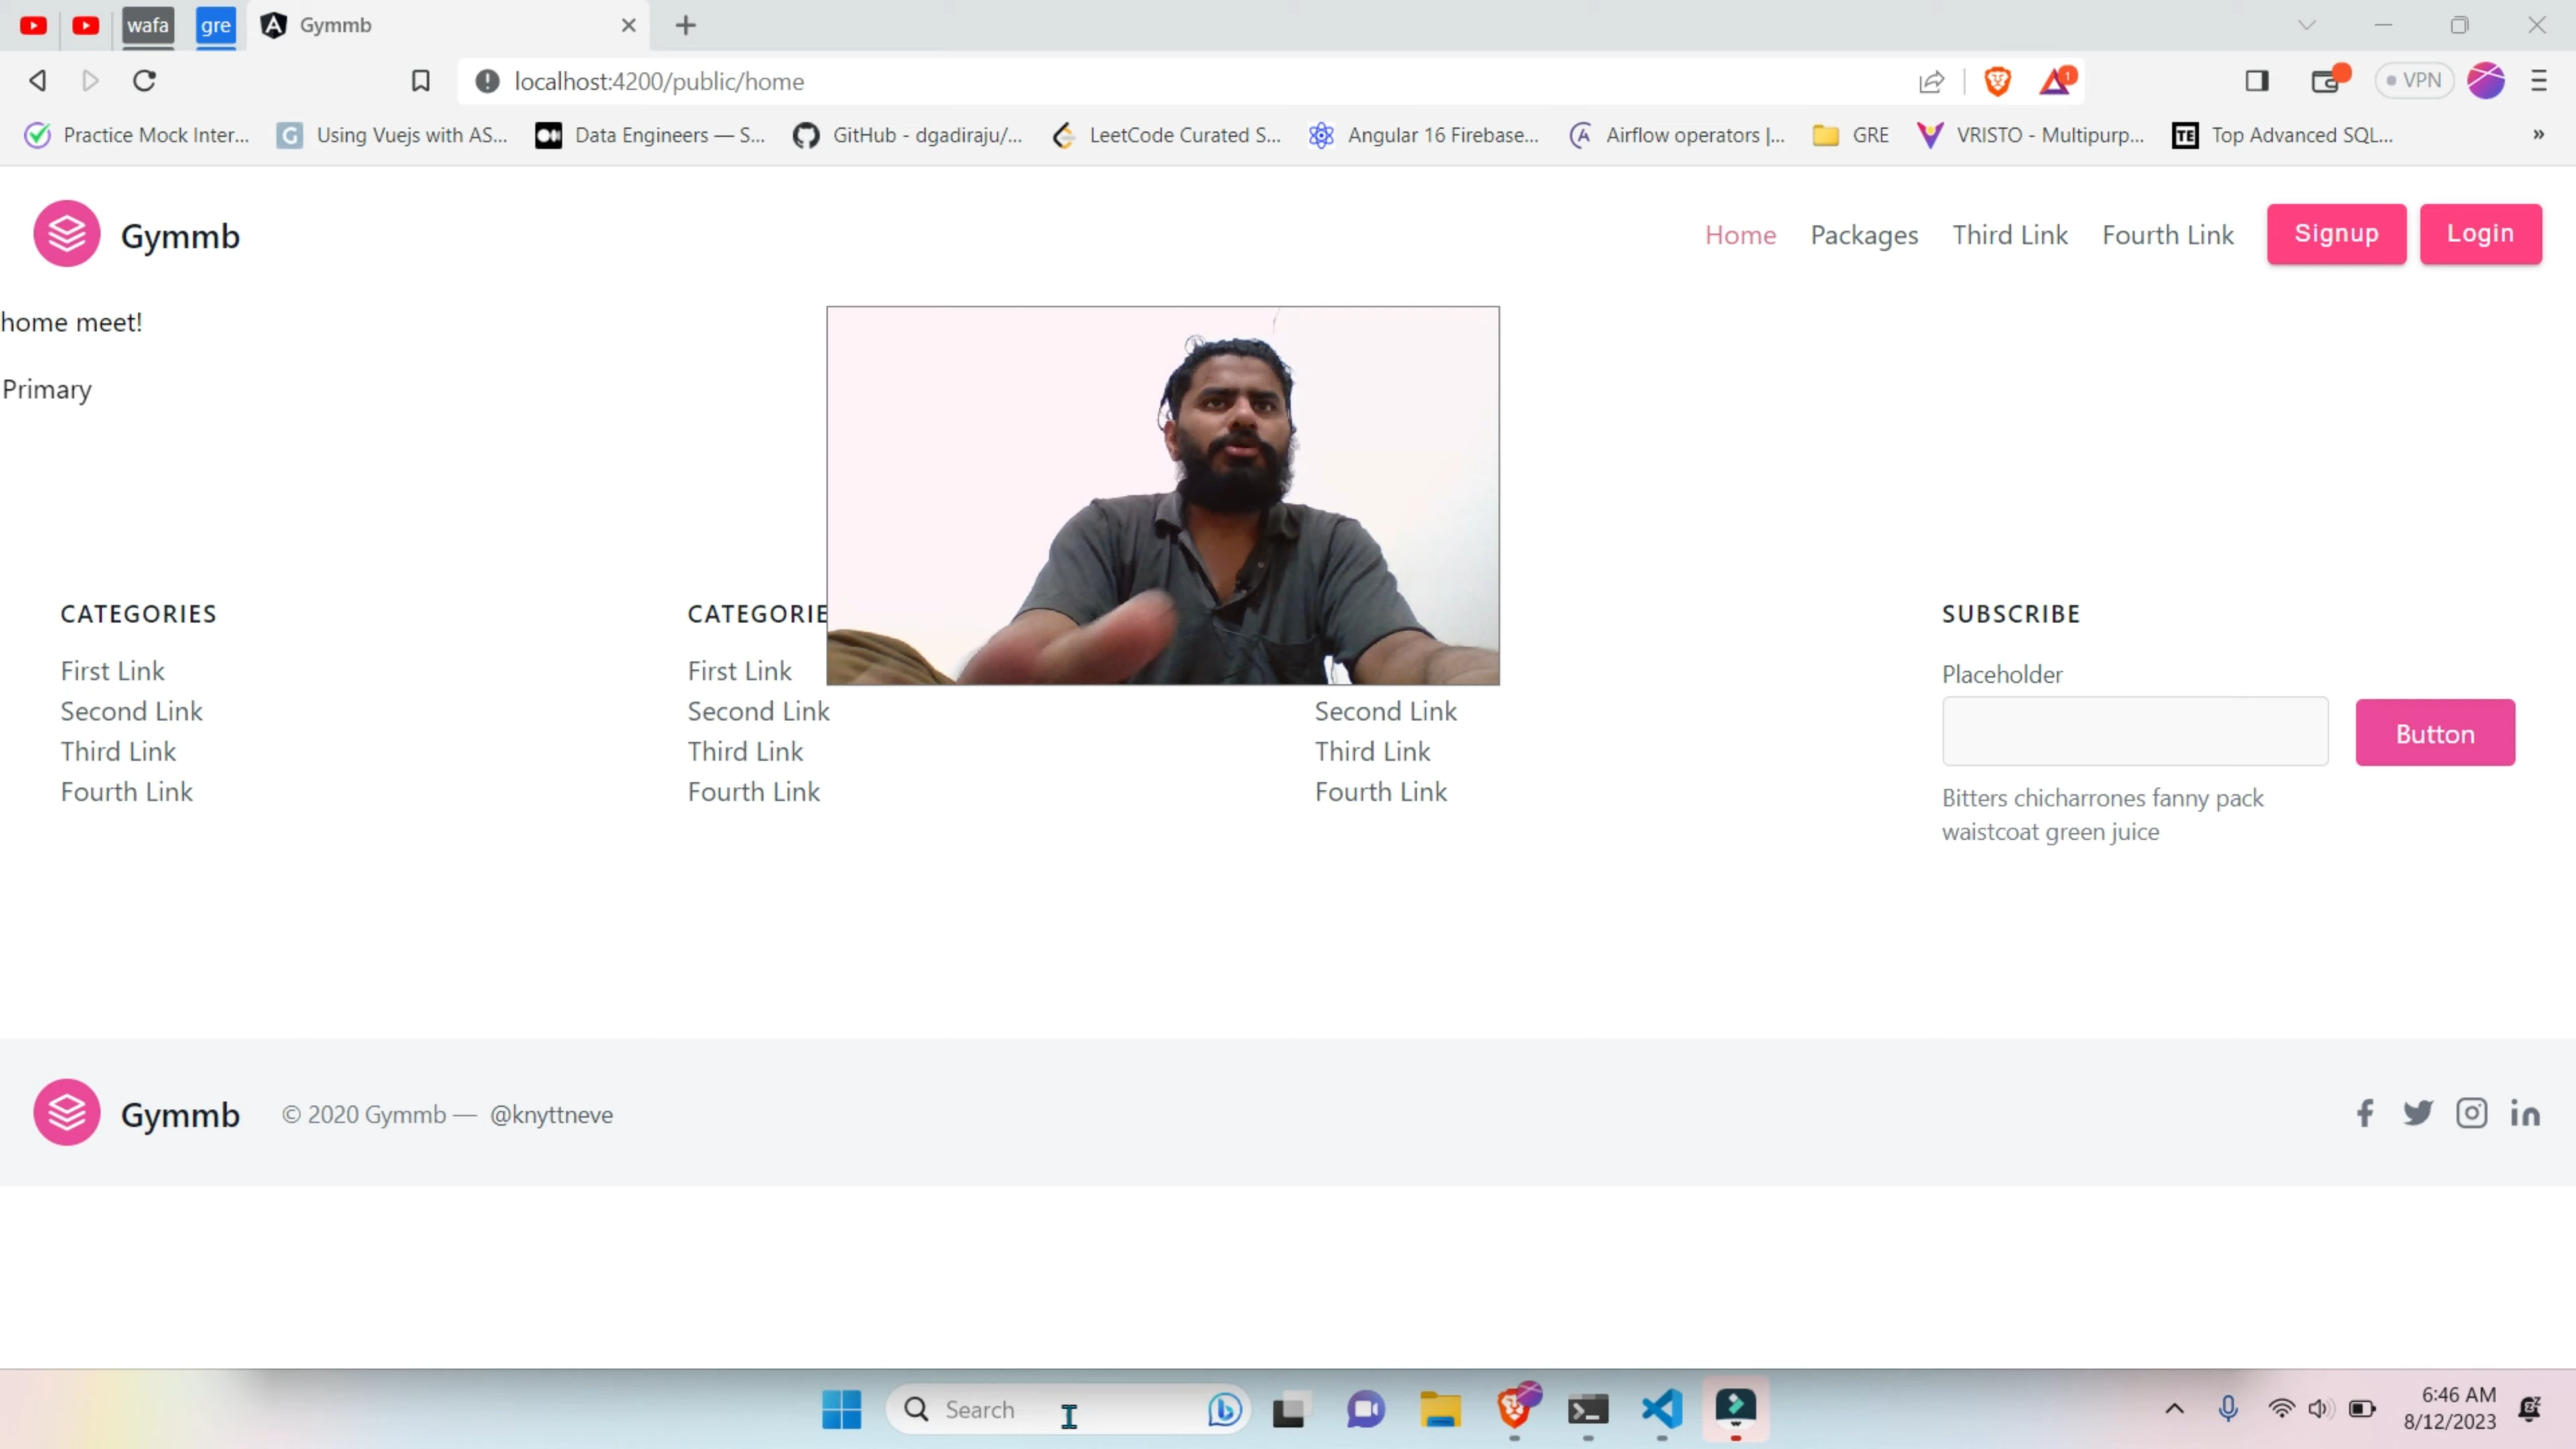 wafa
gre
Gymmb
localhost:4200/public/home
1
VPN
Practice Mock Inter...
Using Vuejs with AS...
Data Engineers — S...
GitHub - dgadiraju/...
LeetCode Curated S...
Angular 16 Firebase...
Airflow operators |...
GRE
VRISTO - Multipurp...
TE
Top Advanced SQL...
»
Gymmb
Home
Packages
Third Link
Fourth Link
Signup
Login
home meet!
Primary
CATEGORIES
First Link
Second Link
Third Link
Fourth Link
CATEGORIE
First Link
Second Link
Third Link
Fourth Link
Second Link
Third Link
Fourth Link
SUBSCRIBE
Placeholder
Button
Bitters chicharrones fanny pack
waistcoat green juice
Gymmb
© 2020 Gymmb —
@knyttneve
Search
6:46 AM
8/12/2023